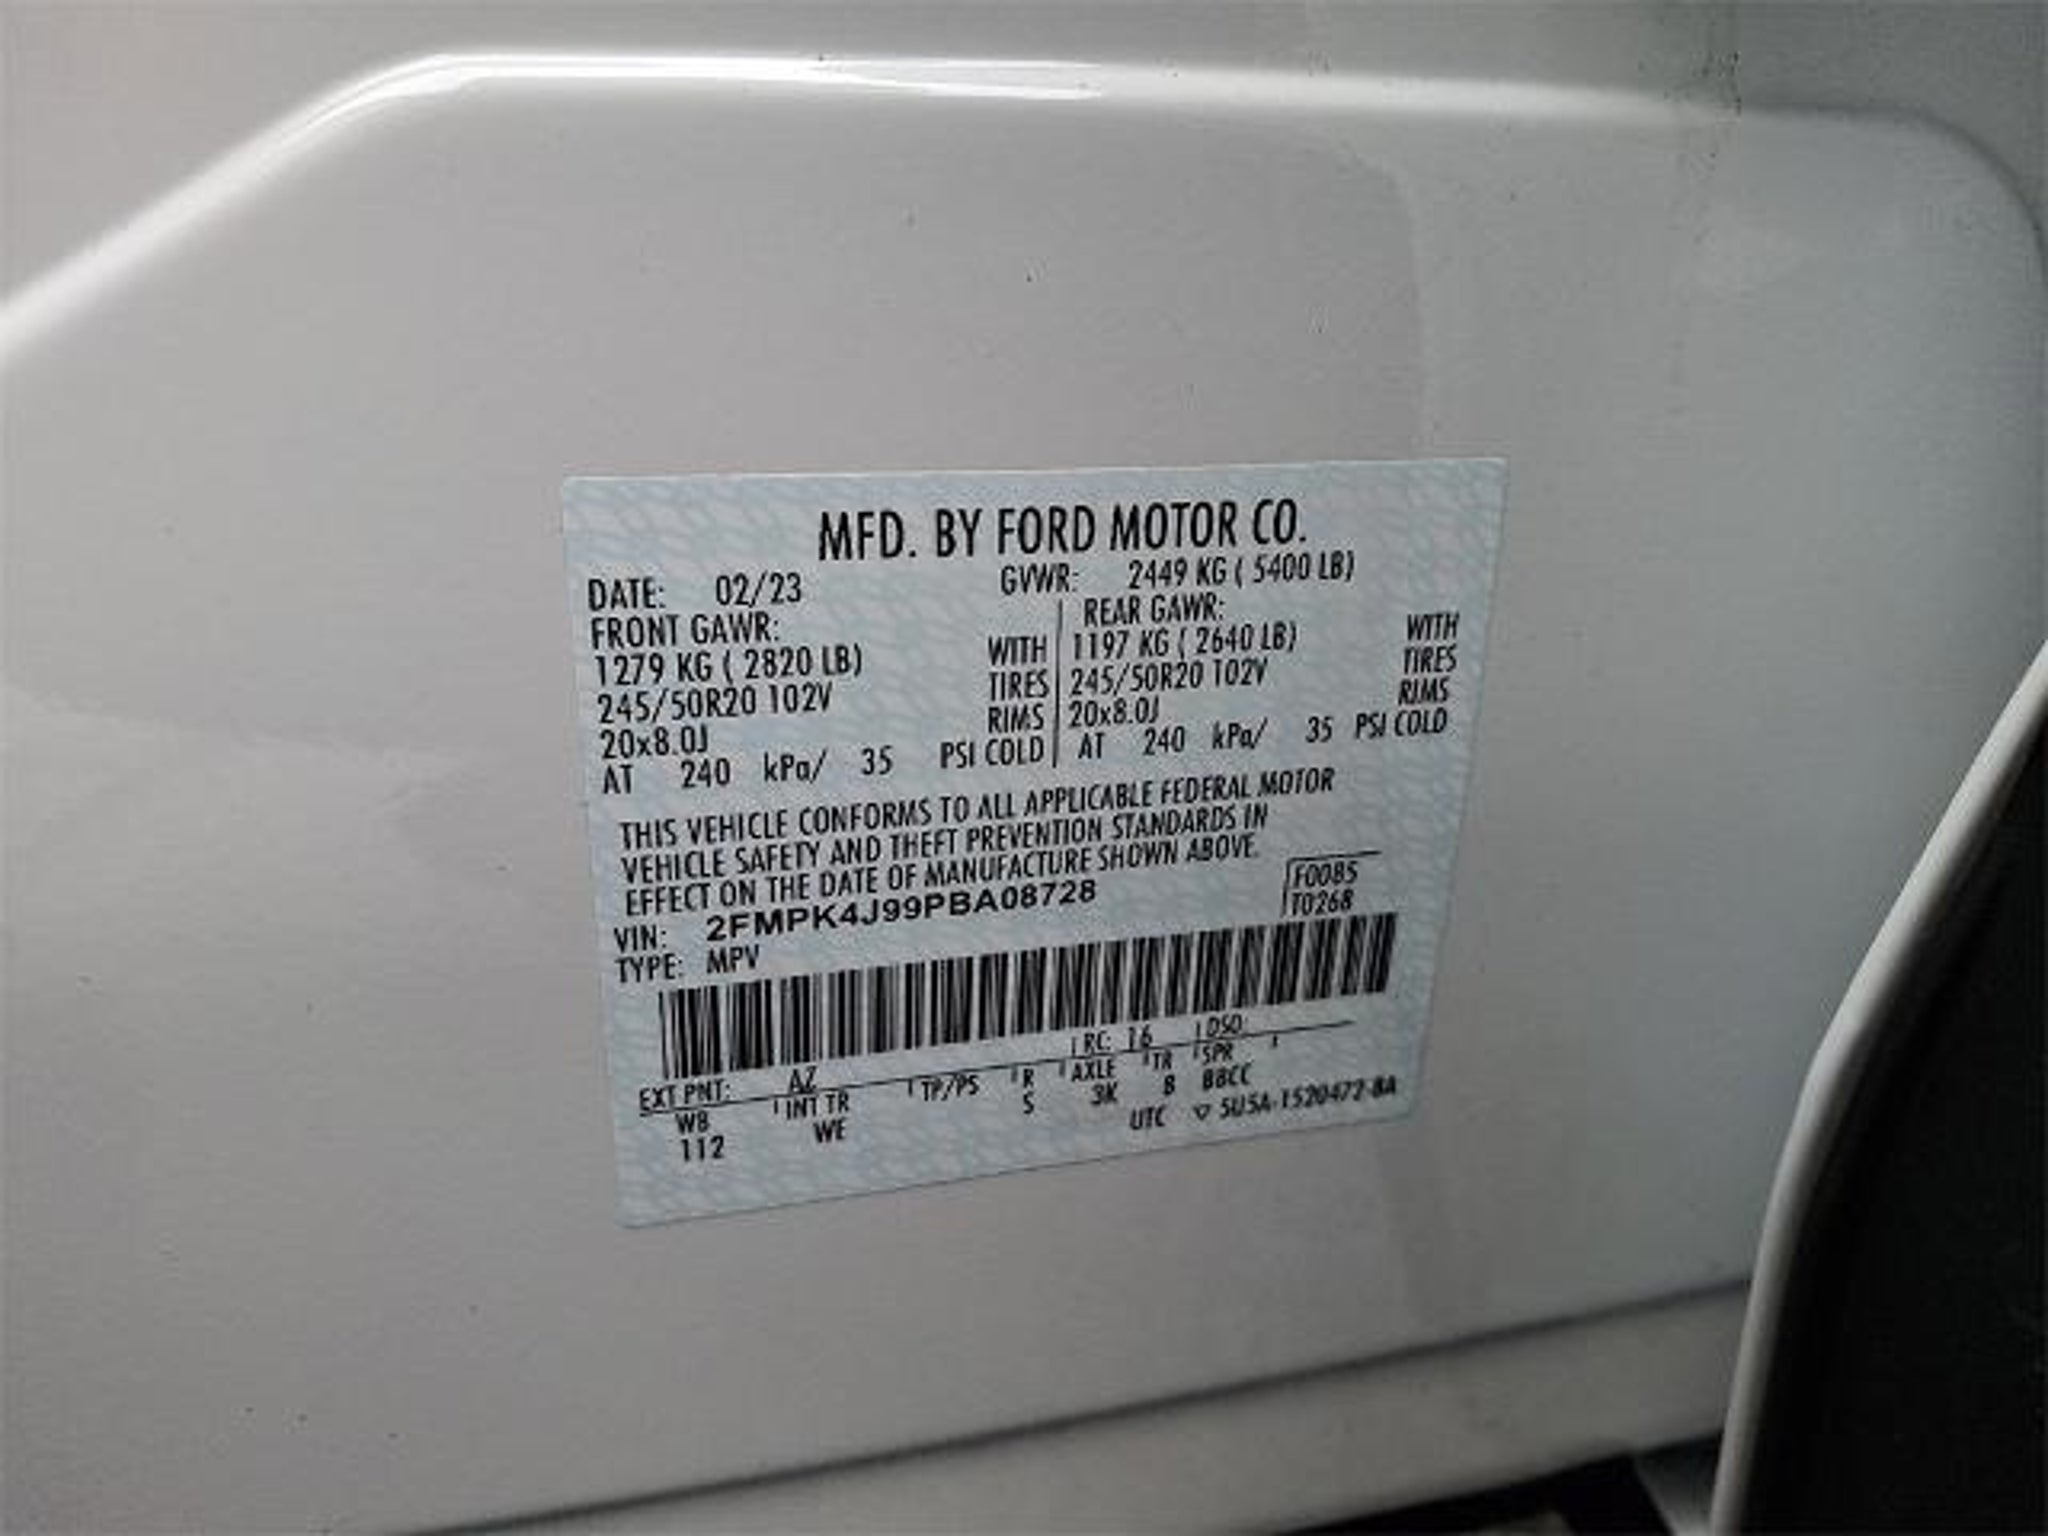 MFD. BY FORD MOTOR CO.
DATE: 02/23 GVWR: 2449 KG ( 5400 LB)
FRONT GAWR: REAR GAWR:
1279 KG ( 2820 LB) WITH 1197 KG ( 2640 LB) WITH
245/50R20 102V TIRES 245/50R20 102V TIRES
20x8.0J RIMS 20x8.0J RIMS
AT 240 kPa/ 35 PSI COLD AT 240 kPa/ 35 PSI COLD
THIS VEHICLE CONFORMS TO ALL APPLICABLE FEDERAL MOTOR
VEHICLE SAFETY AND THEFT PREVENTION STANDARDS IN
EFFECT ON THE DATE OF MANUFACTURE SHOWN ABOVE.
F0085
VIN: 2FMPK4J99PBA08728 T0268
TYPE: MPV
EXT PNT: AZ RC: 16 DSO:
WB INT TR TP/PS R AXLE TR SPR
112 WE S 3K B BBCC
UTC ▽ 5U5A-1520472-BA